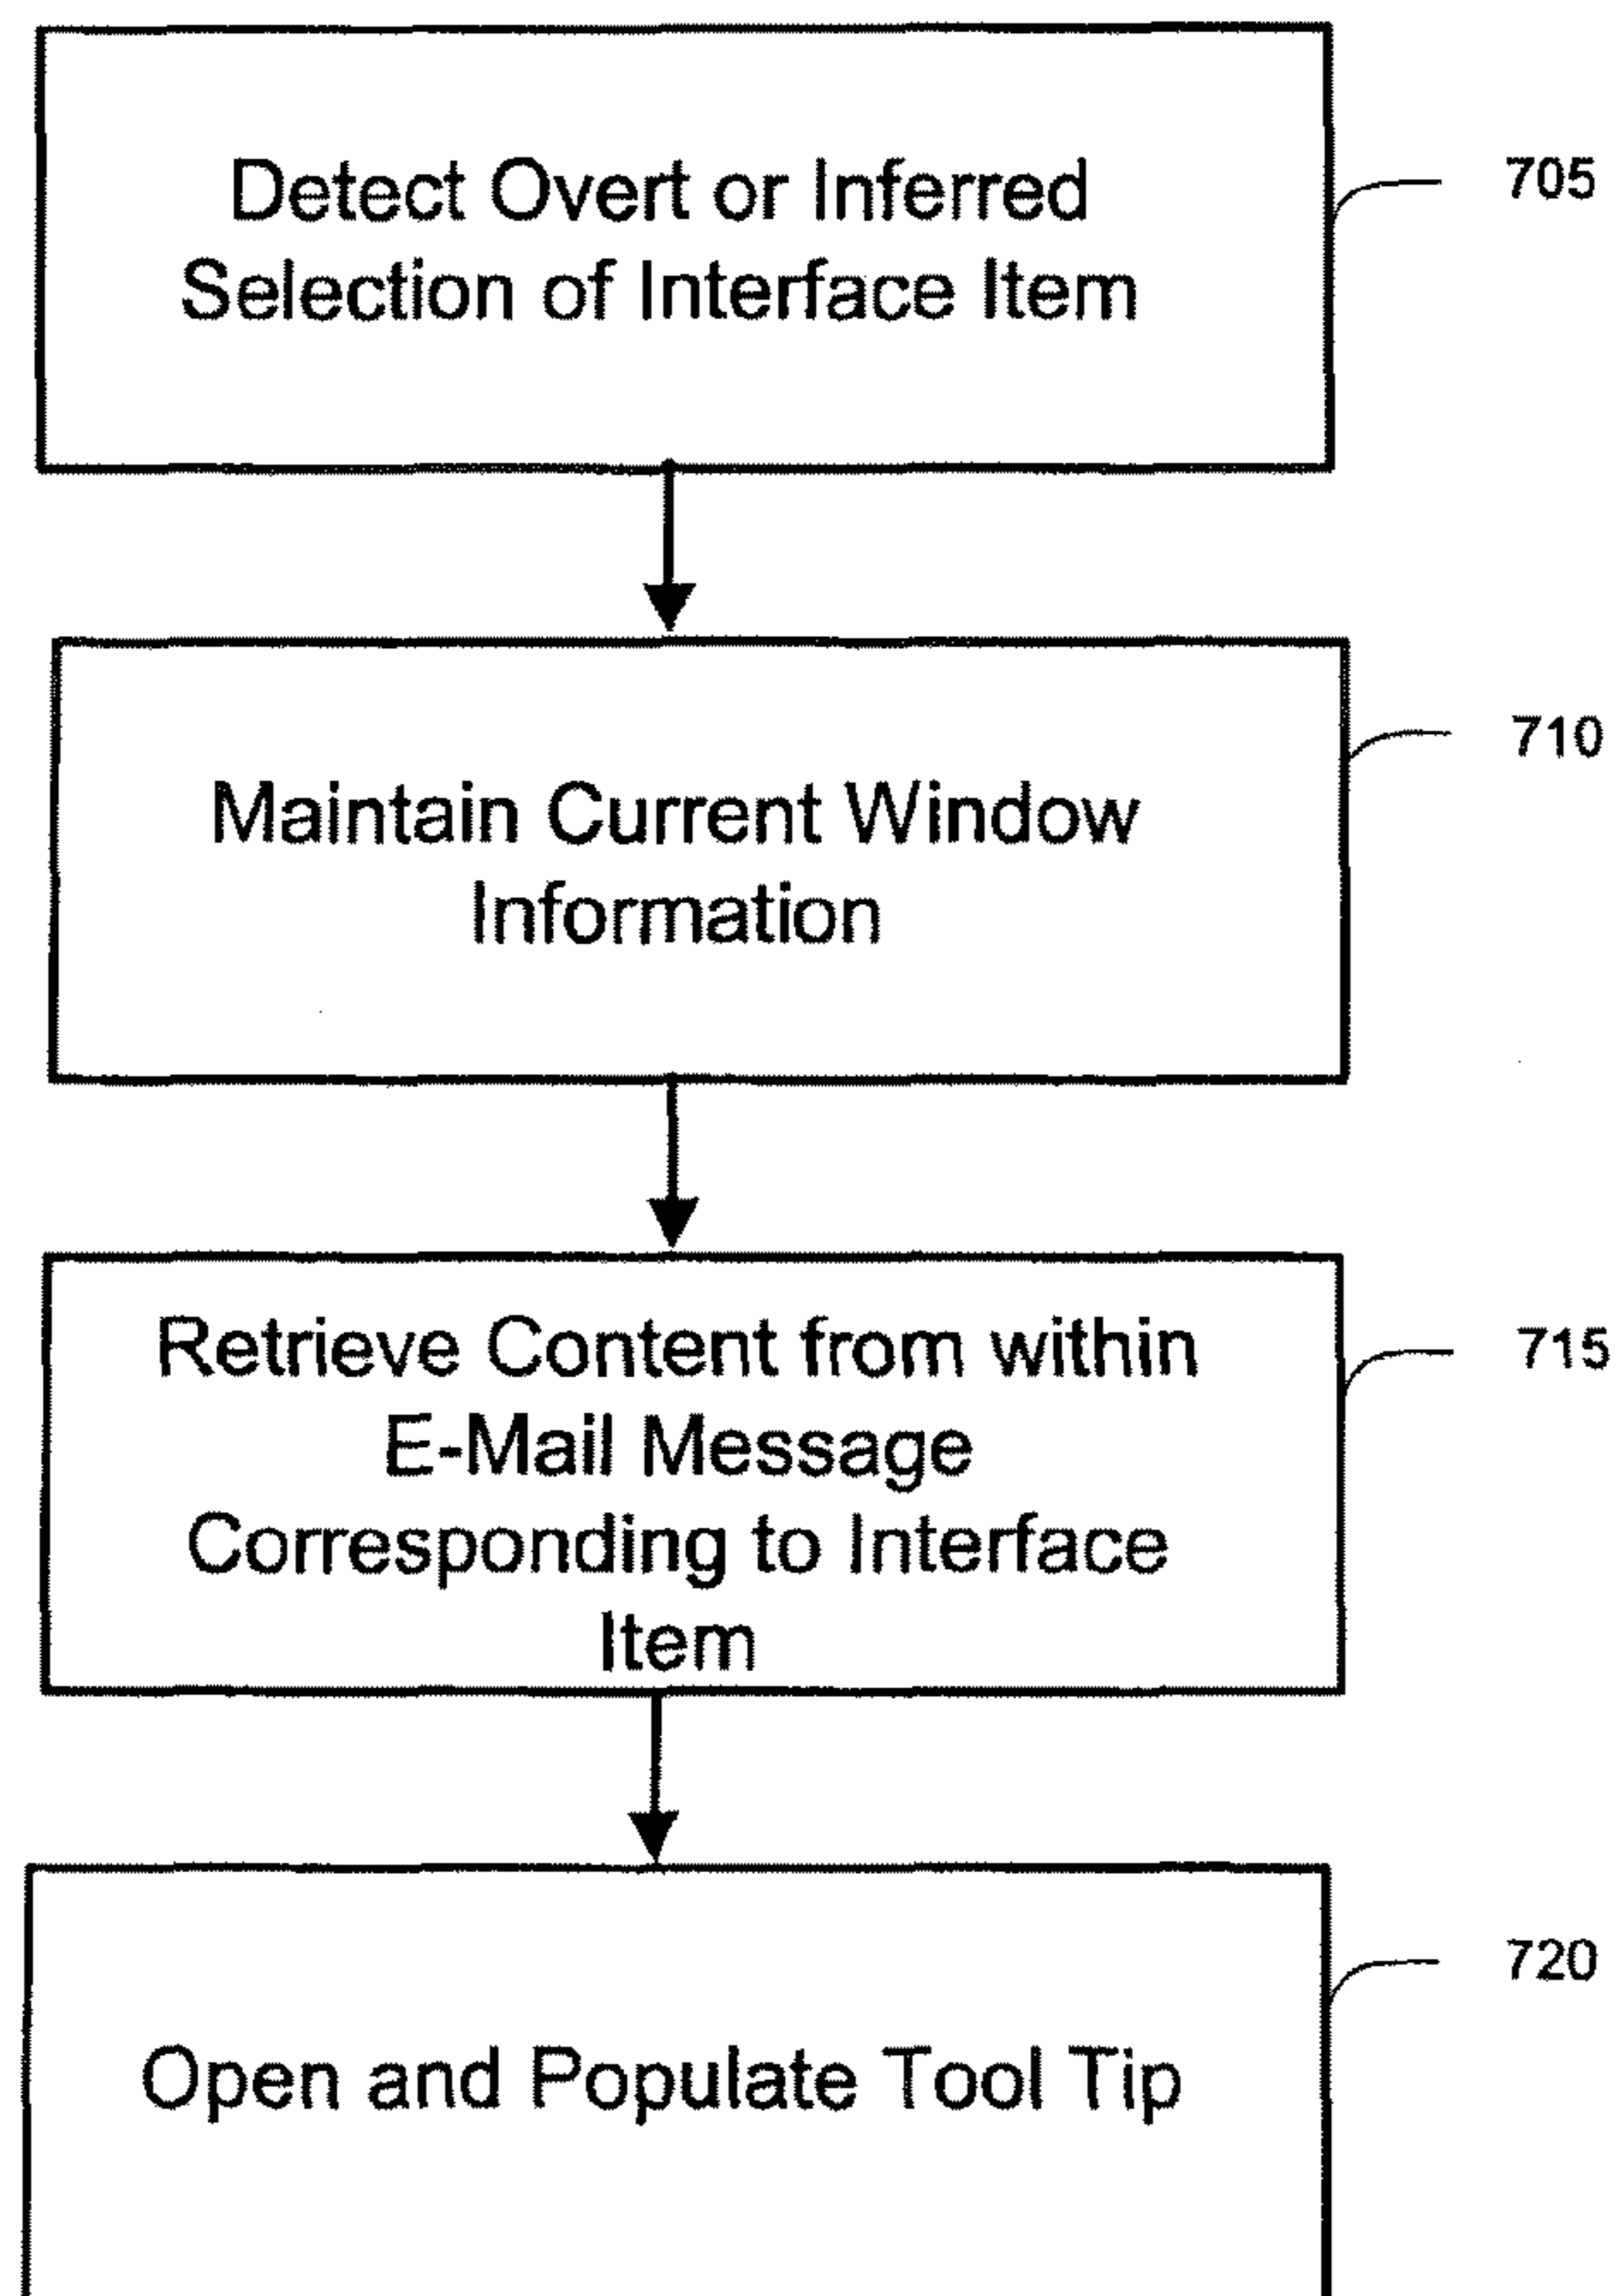 Detect Overt or Inferred
Selection of Interface Item
705
Maintain Current Window
Information
710
Retrieve Content from within
E-Mail Message
Corresponding to Interface
Item
715
Open and Populate Tool Tip
720